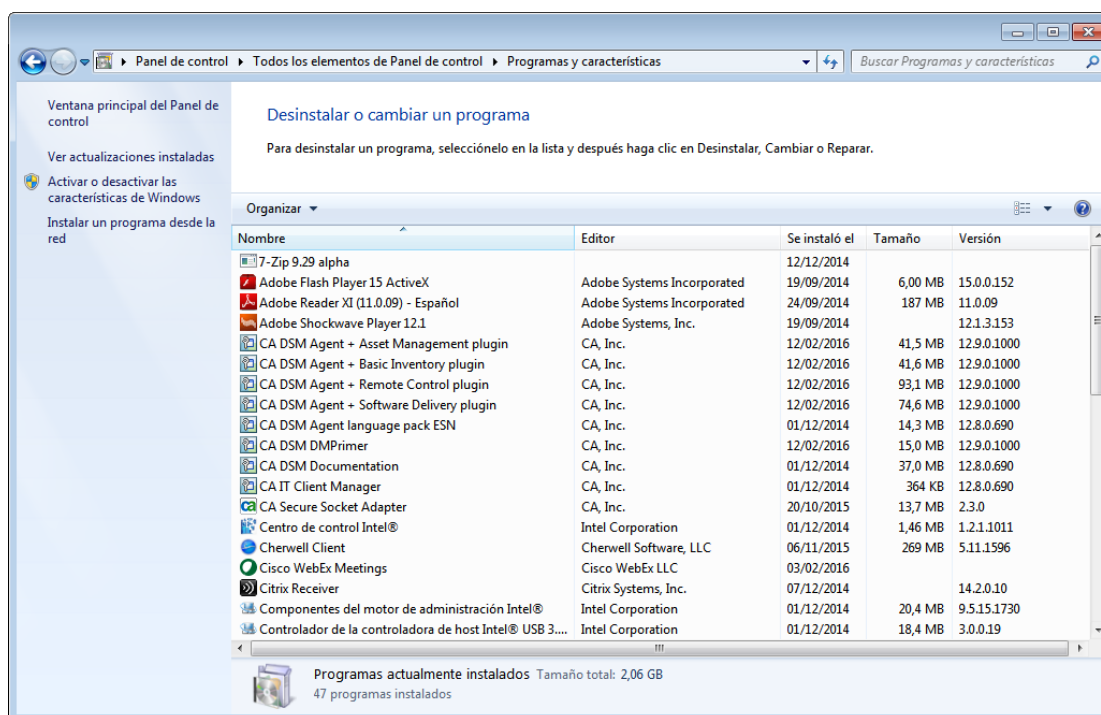 Panel de control ▸ Todos los elementos de Panel de control ▸ Programas y características
Buscar Programas y características
Ventana principal del Panel de
control
Ver actualizaciones instaladas
Activar o desactivar las
características de Windows
Instalar un programa desde la
red
Desinstalar o cambiar un programa
Para desinstalar un programa, selecciónelo en la lista y después haga clic en Desinstalar, Cambiar o Reparar.
Organizar
Nombre Editor Se instaló el Tamaño Versión
7-Zip 9.29 alpha 12/12/2014
Adobe Flash Player 15 ActiveX Adobe Systems Incorporated 19/09/2014 6,00 MB 15.0.0.152
Adobe Reader XI (11.0.09) - Español Adobe Systems Incorporated 24/09/2014 187 MB 11.0.09
Adobe Shockwave Player 12.1 Adobe Systems, Inc. 19/09/2014 12.1.3.153
CA DSM Agent + Asset Management plugin CA, Inc. 12/02/2016 41,5 MB 12.9.0.1000
CA DSM Agent + Basic Inventory plugin CA, Inc. 12/02/2016 41,6 MB 12.9.0.1000
CA DSM Agent + Remote Control plugin CA, Inc. 12/02/2016 93,1 MB 12.9.0.1000
CA DSM Agent + Software Delivery plugin CA, Inc. 12/02/2016 74,6 MB 12.9.0.1000
CA DSM Agent language pack ESN CA, Inc. 01/12/2014 14,3 MB 12.8.0.690
CA DSM DMPrimer CA, Inc. 12/02/2016 15,0 MB 12.9.0.1000
CA DSM Documentation CA, Inc. 01/12/2014 37,0 MB 12.8.0.690
CA IT Client Manager CA, Inc. 01/12/2014 364 KB 12.8.0.690
CA Secure Socket Adapter CA, Inc. 20/10/2015 13,7 MB 2.3.0
Centro de control Intel® Intel Corporation 01/12/2014 1,46 MB 1.2.1.1011
Cherwell Client Cherwell Software, LLC 06/11/2015 269 MB 5.11.1596
Cisco WebEx Meetings Cisco WebEx LLC 03/02/2016
Citrix Receiver Citrix Systems, Inc. 07/12/2014 14.2.0.10
Componentes del motor de administración Intel® Intel Corporation 01/12/2014 20,4 MB 9.5.15.1730
Controlador de la controladora de host Intel® USB 3.... Intel Corporation 01/12/2014 18,4 MB 3.0.0.19
Programas actualmente instalados Tamaño total: 2,06 GB
47 programas instalados